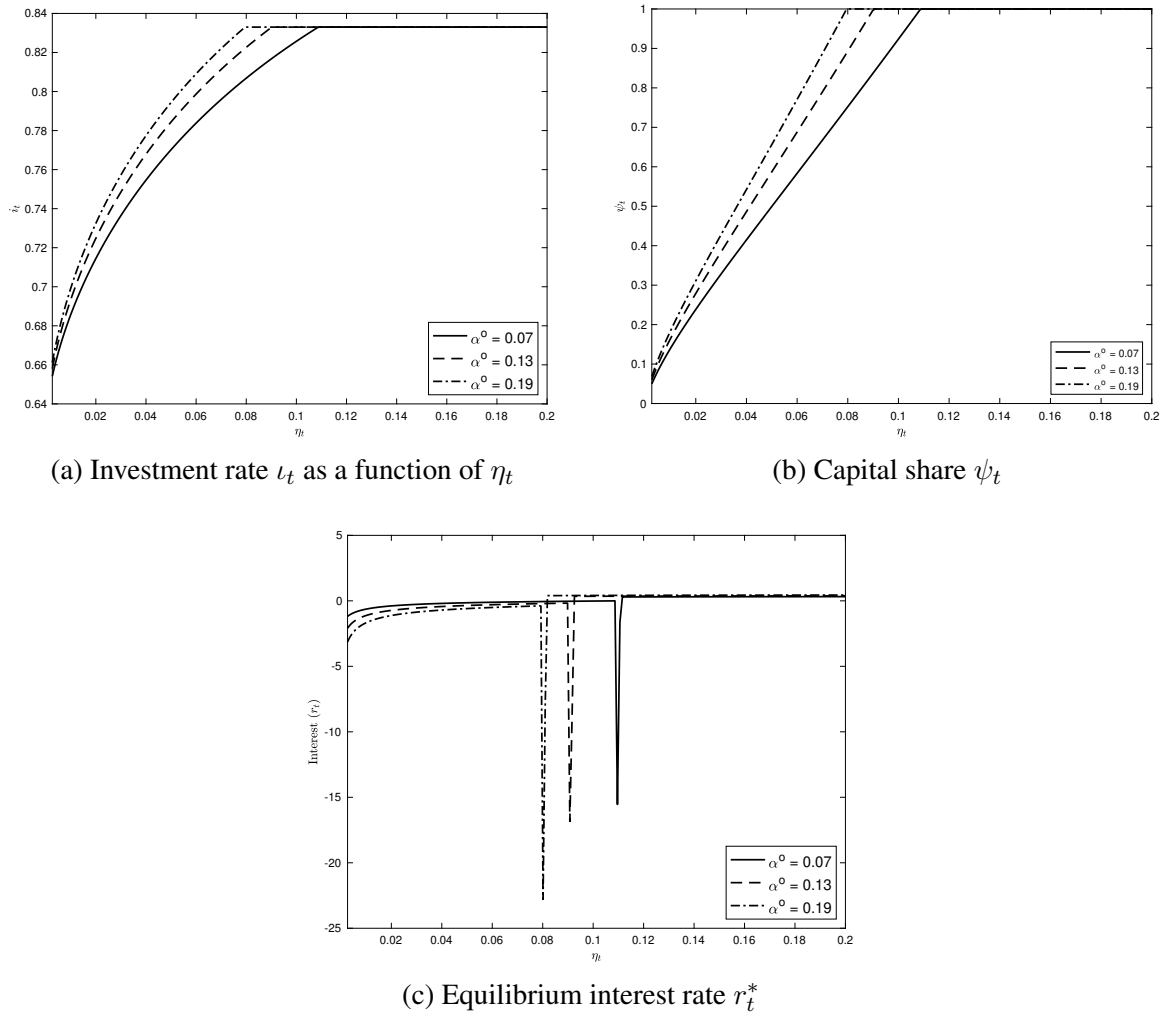 0.84
0.82
0.8
0.78
0.76
0.74
0.72
0.7
0.68
0.66
0.64
i_t
0.02 0.04 0.06 0.08 0.1 0.12 0.14 0.16 0.18 0.2
η_t
α^o = 0.07
α^o = 0.13
α^o = 0.19
(a) Investment rate ι_t as a function of η_t
1
0.9
0.8
0.7
0.6
0.5
0.4
0.3
0.2
0.1
0
ψ_t
0.02 0.04 0.06 0.08 0.1 0.12 0.14 0.16 0.18 0.2
η_t
α^o = 0.07
α^o = 0.13
α^o = 0.19
(b) Capital share ψ_t
5
0
-5
-10
-15
-20
-25
Interest (r_t)
0.02 0.04 0.06 0.08 0.1 0.12 0.14 0.16 0.18 0.2
η_t
α^o = 0.07
α^o = 0.13
α^o = 0.19
(c) Equilibrium interest rate r_t^*